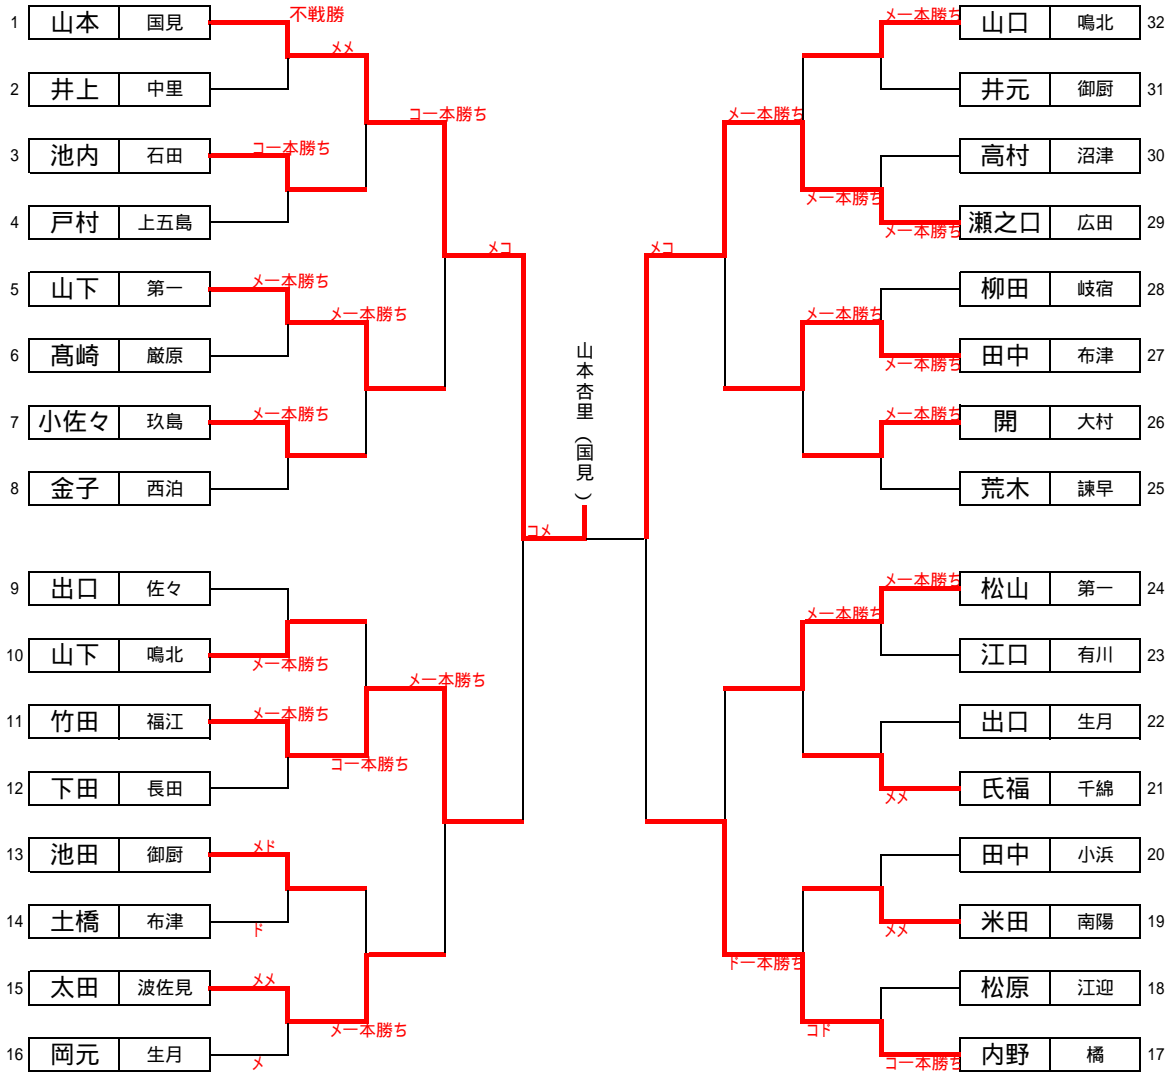 1 山本 国見 不戦勝
メメ
2 井上 中里
コ一本勝ち
3 池内 石田 コ一本勝ち
4 戸村 上五島
メコ
5 山下 第一 メ一本勝ち
メ一本勝ち
6 髙崎 厳原
7 小佐々 玖島 メ一本勝ち
8 金子 西泊
コメ
9 出口 佐々
10 山下 鳴北 メ一本勝ち
メ一本勝ち
11 竹田 福江 メ一本勝ち
コ一本勝ち
12 下田 長田
13 池田 御厨 メド
14 土橋 布津 ド
15 太田 波佐見 メメ
メ一本勝ち
16 岡元 生月 メ
山本杏里（国見）
メ一本勝ち 山口 鳴北 32
井元 御厨 31
メ一本勝ち
高村 沼津 30
メ一本勝ち
メ一本勝ち 瀬之口 広田 29
メコ
柳田 岐宿 28
メ一本勝ち
メ一本勝ち 田中 布津 27
メ一本勝ち 開 大村 26
荒木 諫早 25
メ一本勝ち 松山 第一 24
メ一本勝ち
江口 有川 23
出口 生月 22
メメ 氏福 千綿 21
田中 小浜 20
メメ 米田 南陽 19
ド一本勝ち
松原 江迎 18
コド
コ一本勝ち 内野 橘 17